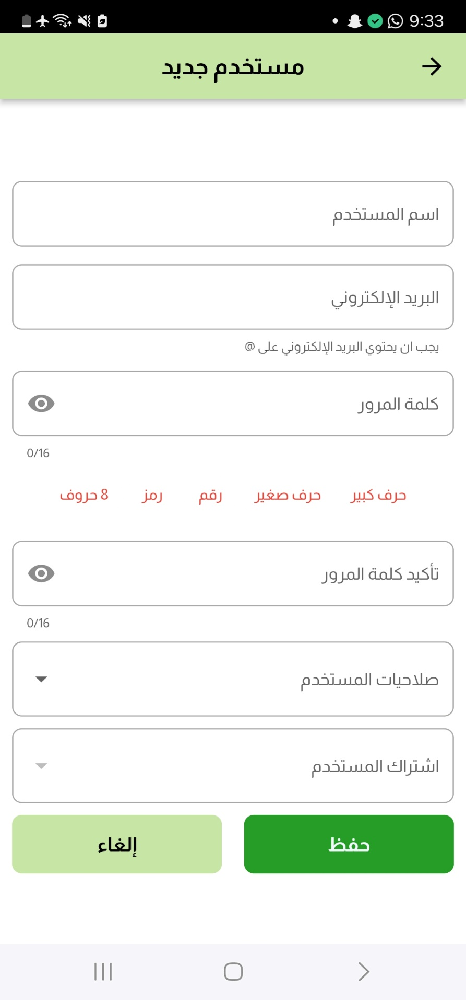 9:33
مستخدم جديد
اسم المستخدم
البريد الإلكتروني
يجب ان يحتوي البريد الإلكتروني على @
كلمة المرور
0/16
حرف كبير حرف صغير رقم رمز 8 حروف
تأكيد كلمة المرور
0/16
صلاحيات المستخدم
اشتراك المستخدم
حفظ إلغاء